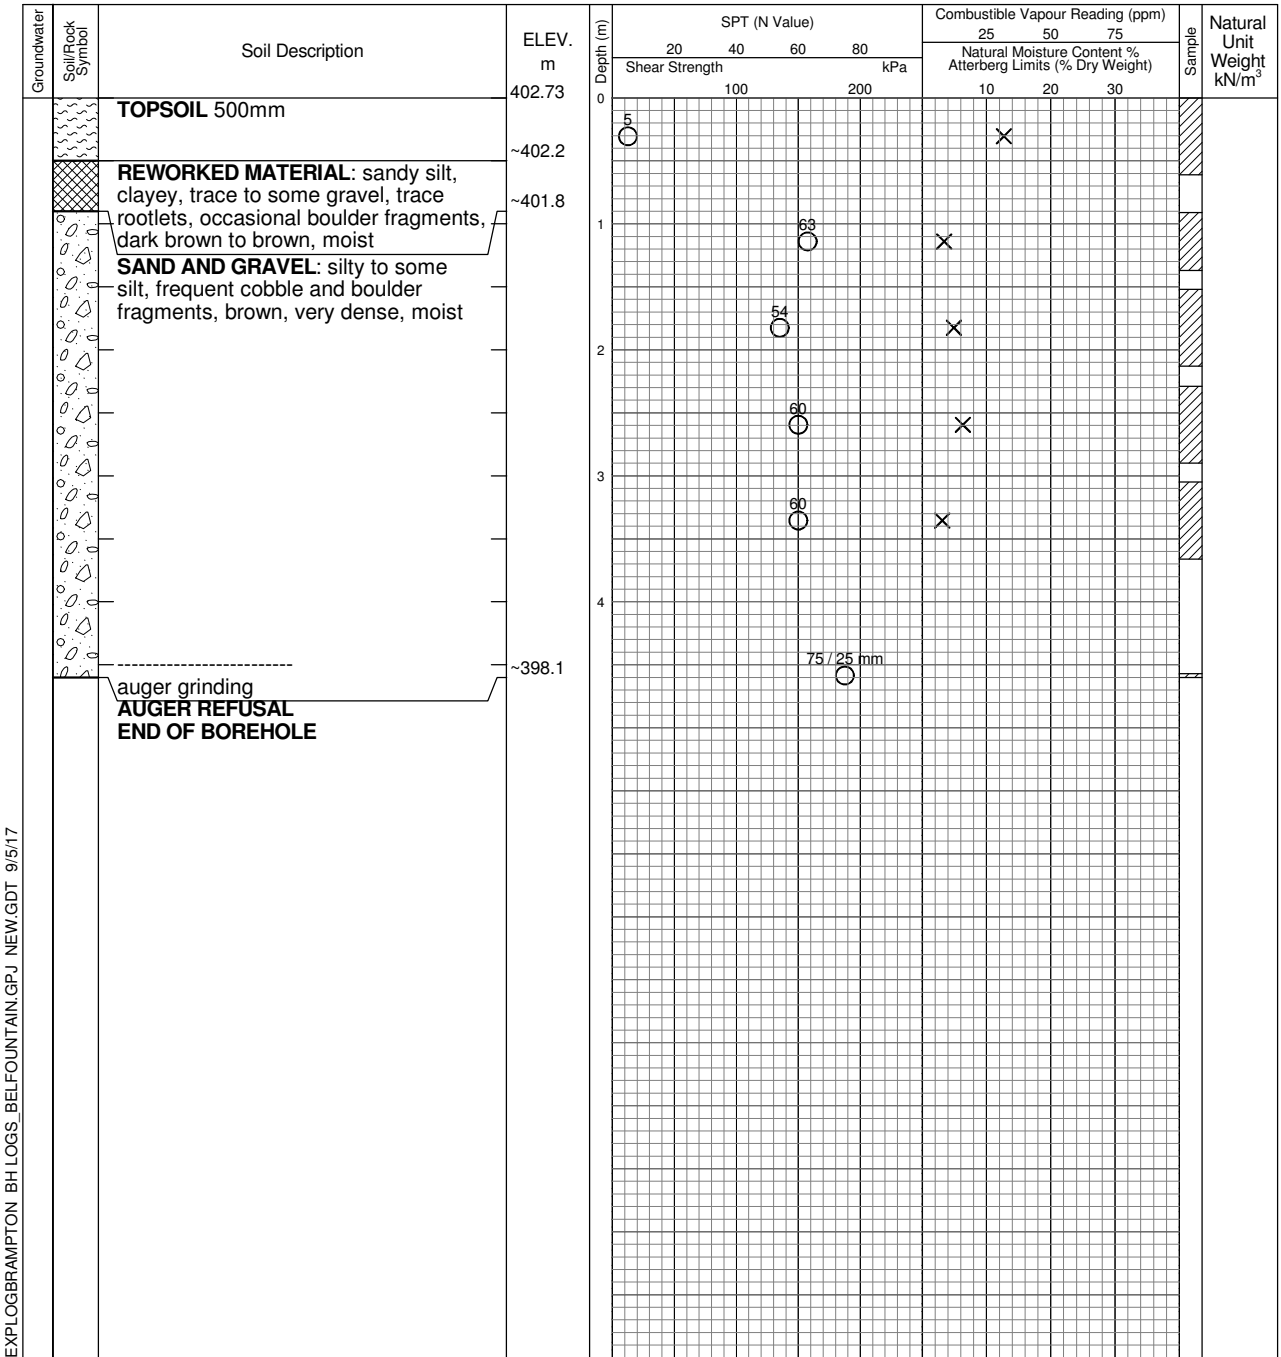 Groundwater
Soil/Rock
Symbol
Soil Description
ELEV.
m
Depth (m)
SPT (N Value)
20 40 60 80
Shear Strength kPa
100 200
Combustible Vapour Reading (ppm)
25 50 75
Natural Moisture Content %
Atterberg Limits (% Dry Weight)
10 20 30
Sample
Natural
Unit
Weight
kN/m³
402.73
0
TOPSOIL 500mm
5
~402.2
REWORKED MATERIAL: sandy silt,
clayey, trace to some gravel, trace
rootlets, occasional boulder fragments,
dark brown to brown, moist
~401.8
1
63
SAND AND GRAVEL: silty to some
silt, frequent cobble and boulder
fragments, brown, very dense, moist
54
2
60
3
60
4
75 / 25 mm
~398.1
auger grinding
AUGER REFUSAL
END OF BOREHOLE
EXPLOGBRAMPTON BH LOGS_BELFOUNTAIN.GPJ NEW.GDT 9/5/17